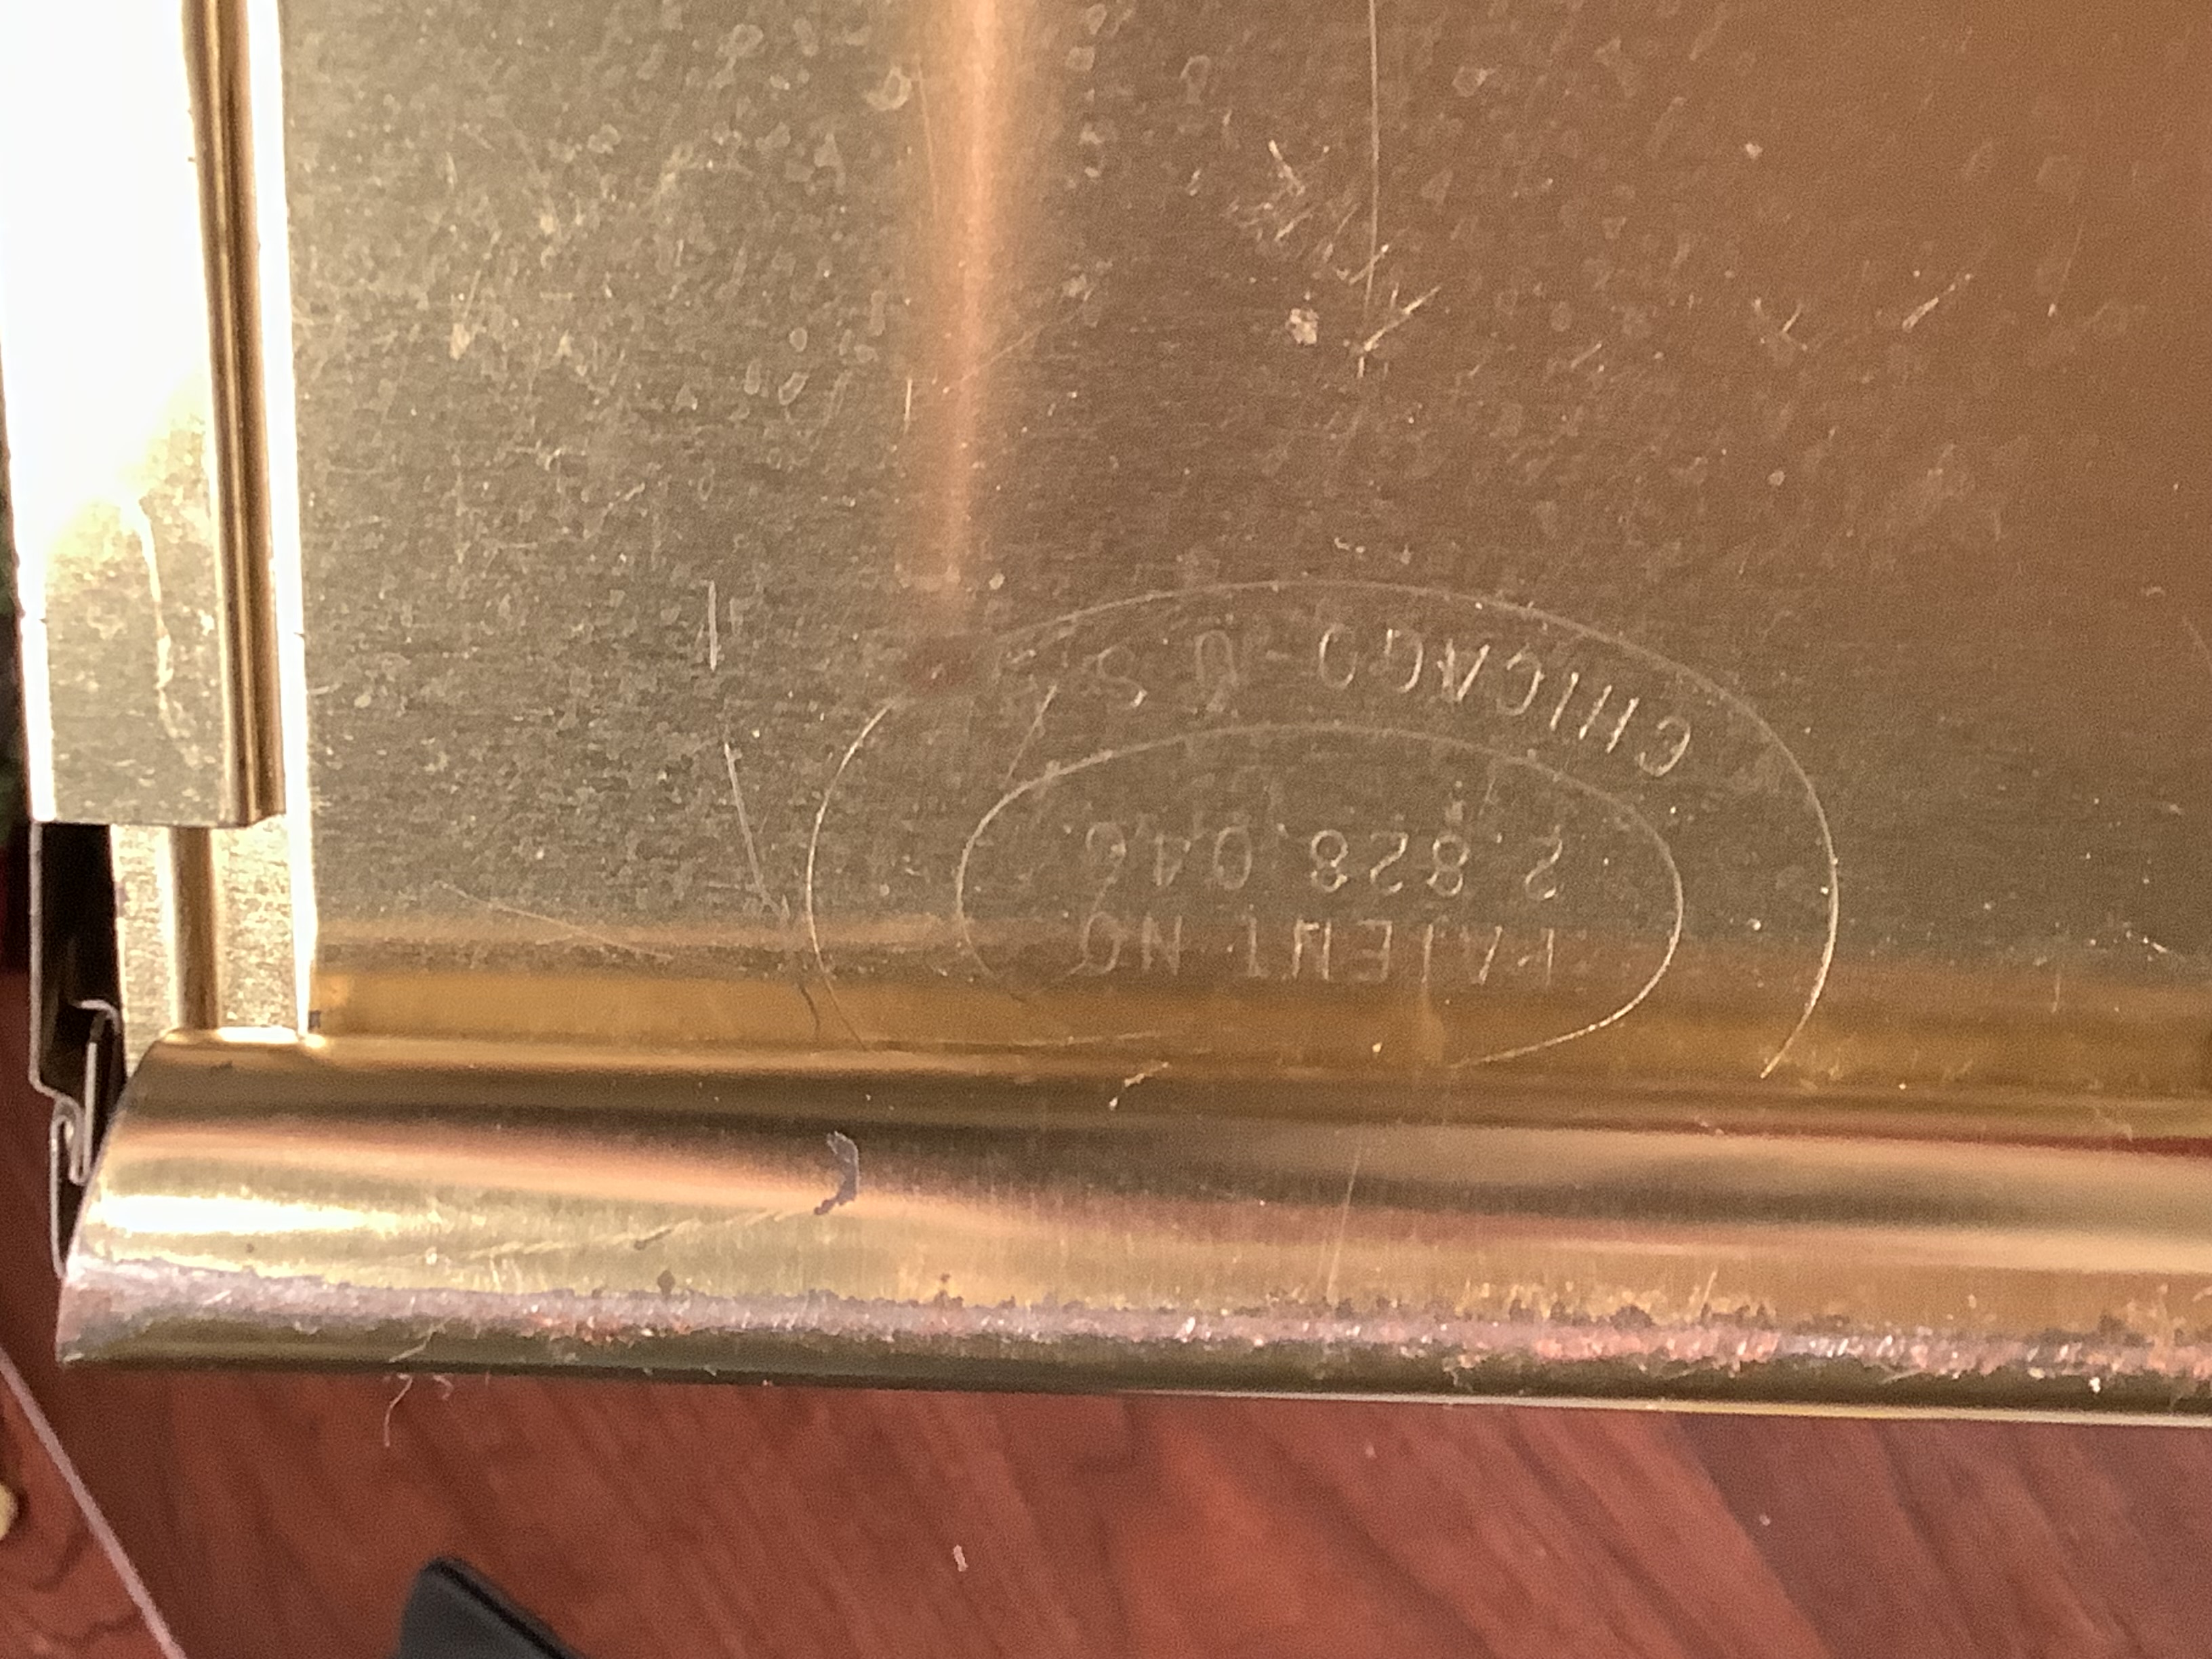 PATENT NO
2,828,046
CHICAGO-U S